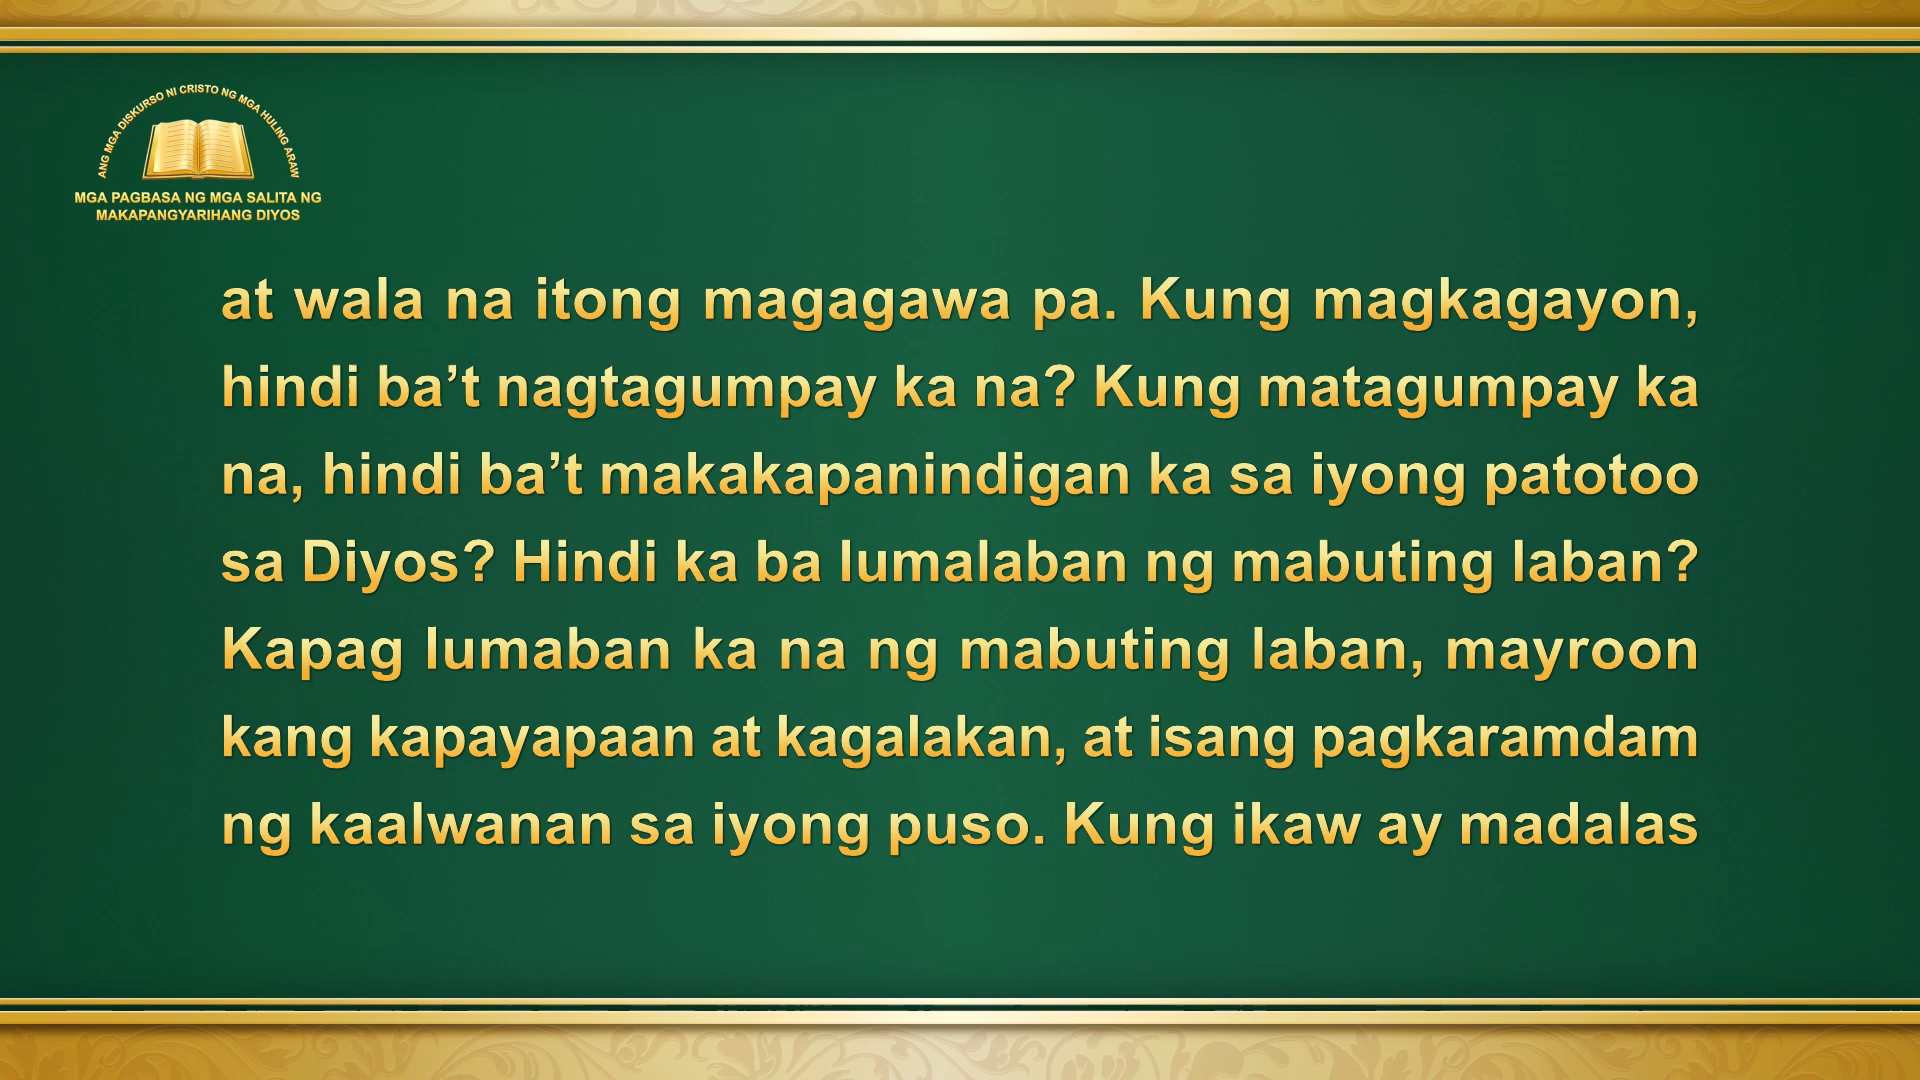 ANG MGA DISKURSO NI CRISTO NG MGA HULING ARAW
MGA PAGBASA NG MGA SALITA NG
MAKAPANGYARIHANG DIYOS
at wala na itong magagawa pa. Kung magkagayon,
hindi ba’t nagtagumpay ka na? Kung matagumpay ka
na, hindi ba’t makakapanindigan ka sa iyong patotoo
sa Diyos? Hindi ka ba lumalaban ng mabuting laban?
Kapag lumaban ka na ng mabuting laban, mayroon
kang kapayapaan at kagalakan, at isang pagkaramdam
ng kaalwanan sa iyong puso. Kung ikaw ay madalas